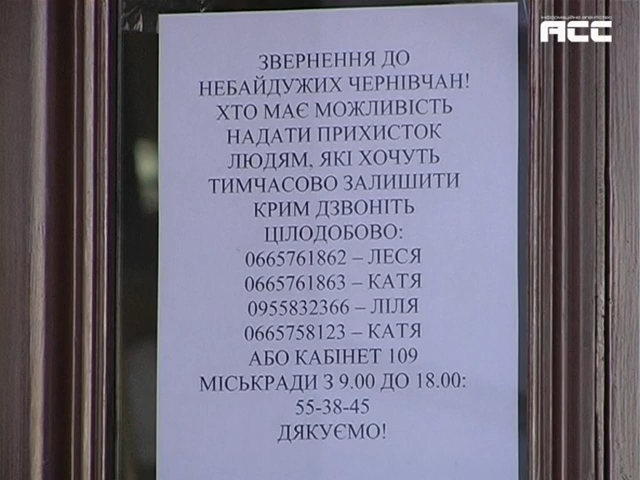 інформаційне агентство
АСС
ЗВЕРНЕННЯ ДО
НЕБАЙДУЖИХ ЧЕРНІВЧАН!
ХТО МАЄ МОЖЛИВІСТЬ
НАДАТИ ПРИХИСТОК
ЛЮДЯМ, ЯКІ ХОЧУТЬ
ТИМЧАСОВО ЗАЛИШИТИ
КРИМ ДЗВОНІТЬ
ЦІЛОДОБОВО:
0665761862 – ЛЕСЯ
0665761863 – КАТЯ
0955832366 – ЛІЛЯ
0665758123 – КАТЯ
АБО КАБІНЕТ 109
МІСЬКРАДИ З 9.00 ДО 18.00:
55-38-45
ДЯКУЄМО!